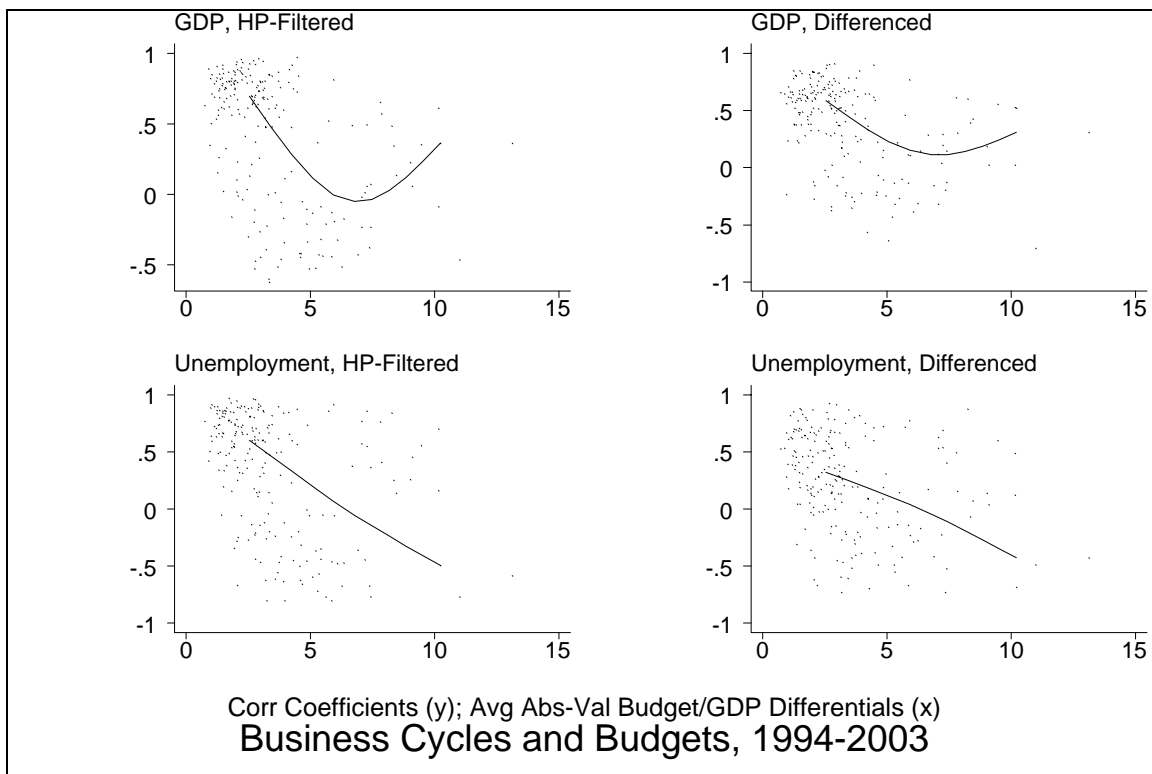 GDP, HP-Filtered
1
.5
0
-.5
0 5 10 15
GDP, Differenced
1
.5
0
-.5
-1
0 5 10 15
Unemployment, HP-Filtered
1
.5
0
-.5
-1
0 5 10 15
Unemployment, Differenced
1
.5
0
-.5
-1
0 5 10 15
Corr Coefficients (y); Avg Abs-Val Budget/GDP Differentials (x)
Business Cycles and Budgets, 1994-2003